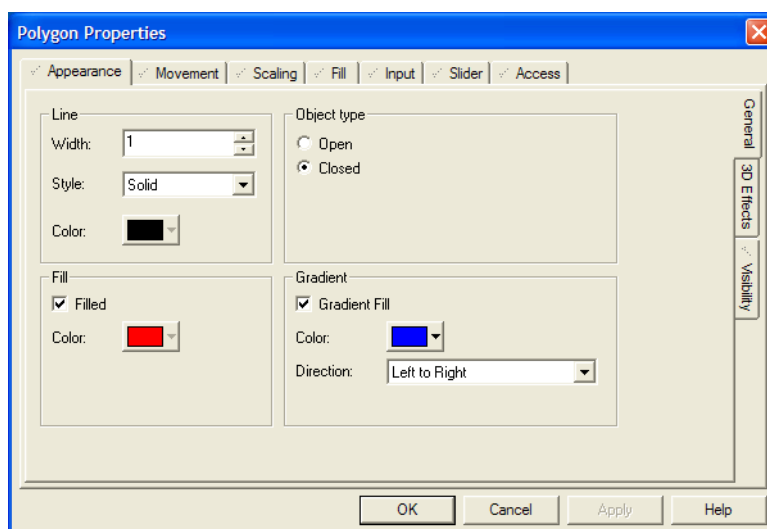 Polygon Properties
Appearance Movement Scaling Fill Input Slider Access
Line
Width: 1
Style: Solid
Color:
Object type
Open
Closed
Fill
Filled
Color:
Gradient
Gradient Fill
Color:
Direction: Left to Right
General
3D Effects
Visibility
OK Cancel Apply Help